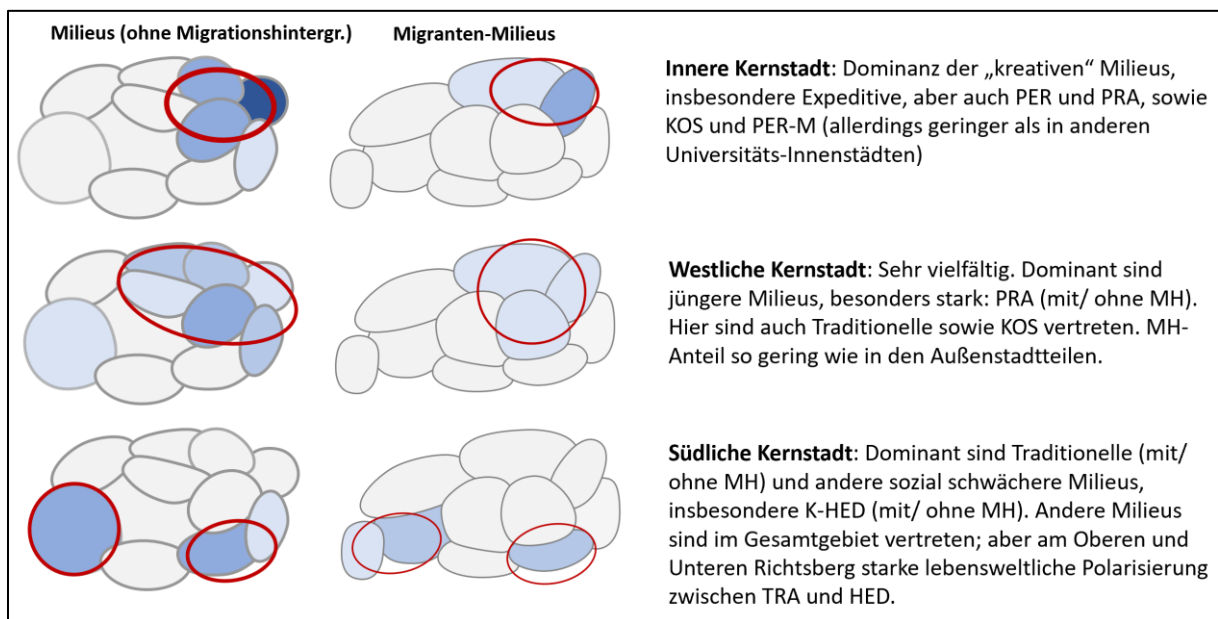 Milieus (ohne Migrationshintergr.)
Migranten-Milieus
Innere Kernstadt: Dominanz der „kreativen“ Milieus,
insbesondere Expeditive, aber auch PER und PRA, sowie
KOS und PER-M (allerdings geringer als in anderen
Universitäts-Innenstädten)
Westliche Kernstadt: Sehr vielfältig. Dominant sind
jüngere Milieus, besonders stark: PRA (mit/ ohne MH).
Hier sind auch Traditionelle sowie KOS vertreten. MH-
Anteil so gering wie in den Außenstadtteilen.
Südliche Kernstadt: Dominant sind Traditionelle (mit/
ohne MH) und andere sozial schwächere Milieus,
insbesondere K-HED (mit/ ohne MH). Andere Milieus
sind im Gesamtgebiet vertreten; aber am Oberen und
Unteren Richtsberg starke lebensweltliche Polarisierung
zwischen TRA und HED.